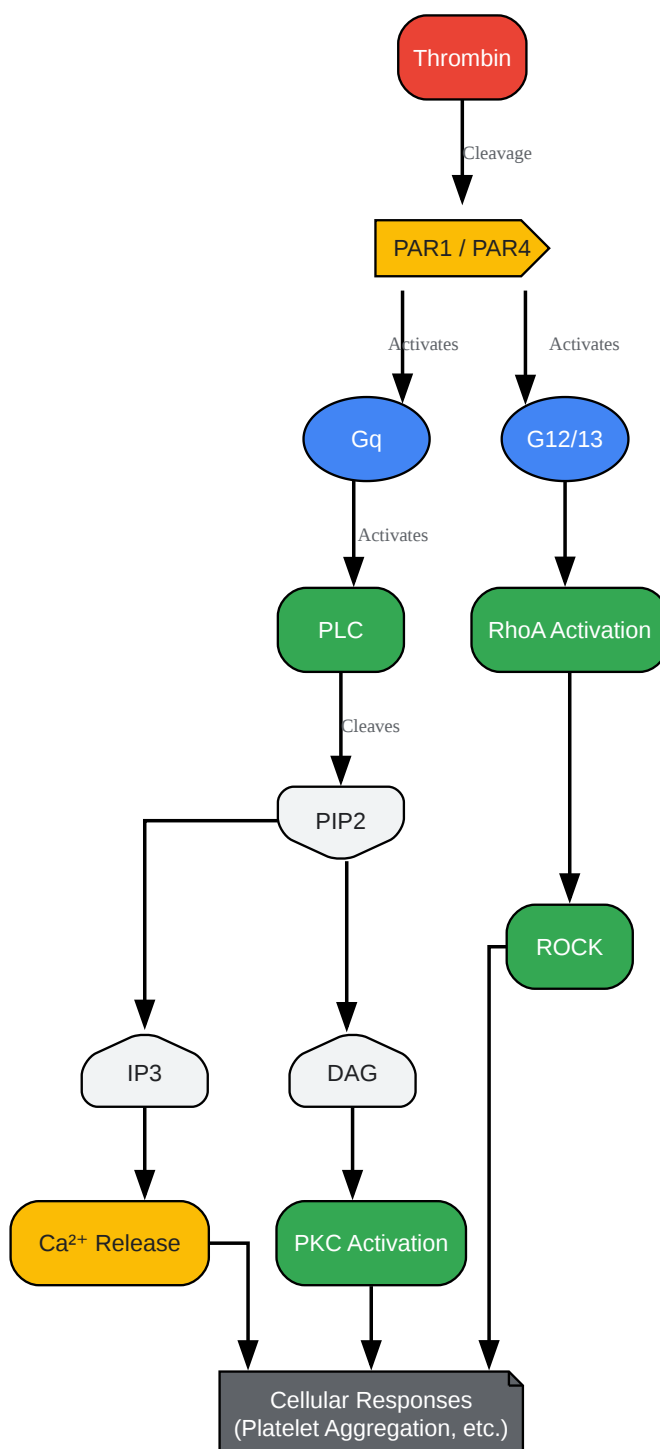 Thrombin
Cleavage
PAR1 / PAR4
Activates
Activates
Gq
G12/13
Activates
PLC
RhoA Activation
Cleaves
PIP2
ROCK
IP3
DAG
Ca²⁺ Release
PKC Activation
Cellular Responses
(Platelet Aggregation, etc.)